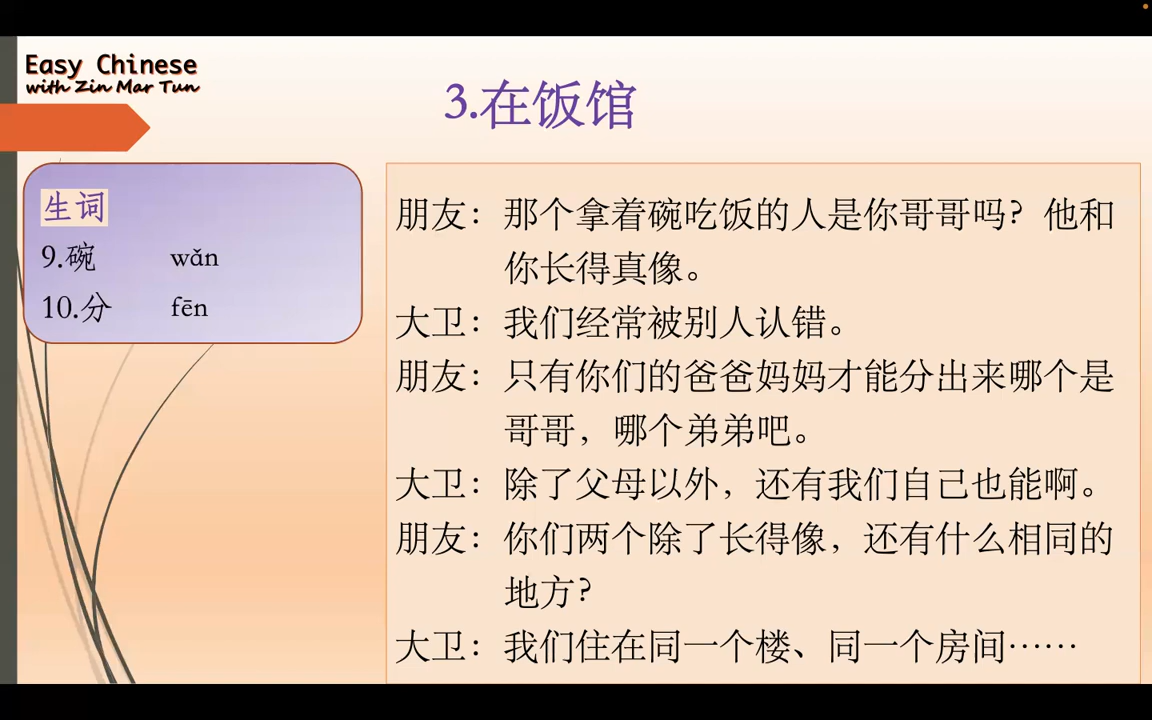 Easy Chinese
with Zin Mar Tun
3.在饭馆
生词
9.碗 wǎn
10.分 fēn
朋友：那个拿着碗吃饭的人是你哥哥吗？他和
你长得真像。
大卫：我们经常被别人认错。
朋友：只有你们的爸爸妈妈才能分出来哪个是
哥哥，哪个弟弟吧。
大卫：除了父母以外，还有我们自己也能啊。
朋友：你们两个除了长得像，还有什么相同的
地方？
大卫：我们住在同一个楼、同一个房间……